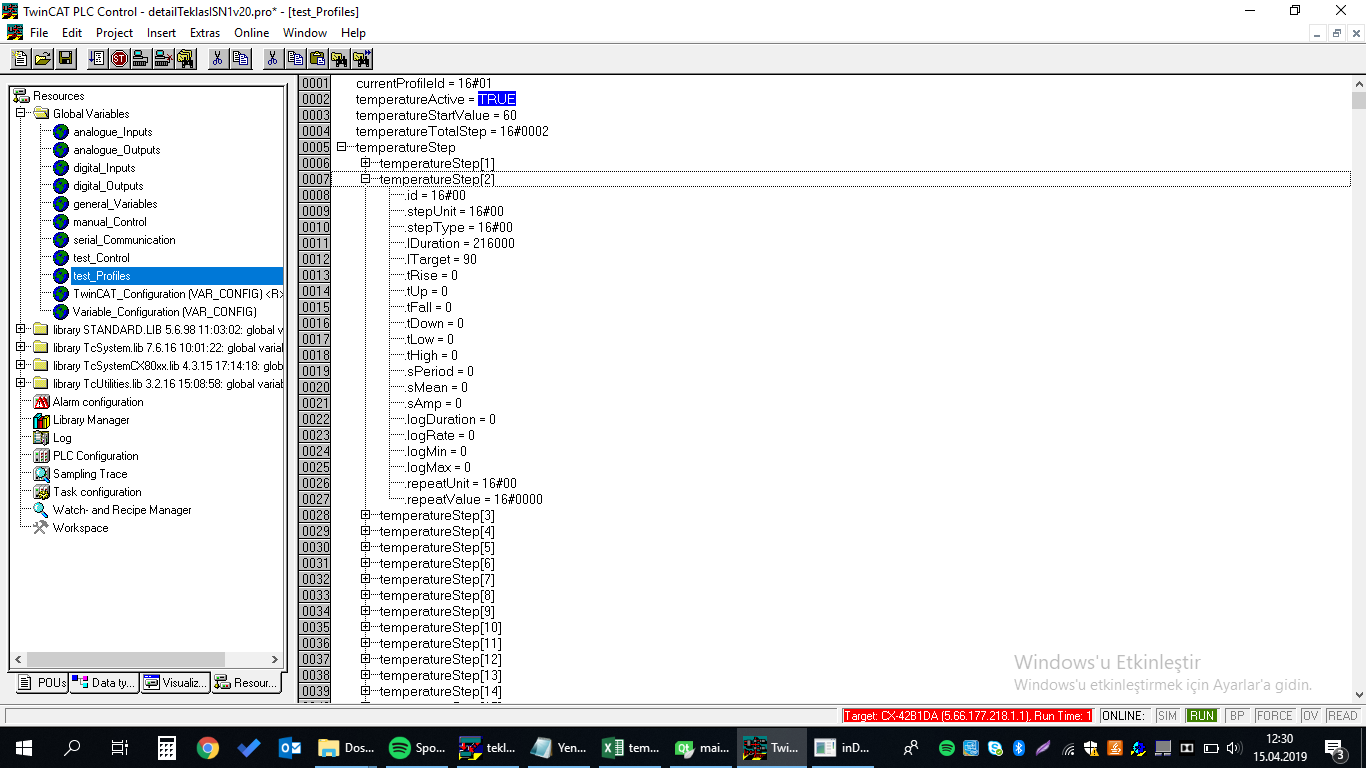 TwinCAT PLC Control - detailTeklasISN1v20.pro* - [test_Profiles]
File Edit Project Insert Extras Online Window Help
Resources
Global Variables
analogue_Inputs
analogue_Outputs
digital_Inputs
digital_Outputs
general_Variables
manual_Control
serial_Communication
test_Control
test_Profiles
TwinCAT_Configuration (VAR_CONFIG) <R>
Variable_Configuration (VAR_CONFIG)
library STANDARD.LIB 5.6.98 11:03:02: global v
library TcSystem.lib 7.6.16 10:01:22: global varial
library TcSystemCX80xx.lib 4.3.15 17:14:18: glob
library TcUtilities.lib 3.2.16 15:08:58: global varial
Alarm configuration
Library Manager
Log
PLC Configuration
Sampling Trace
Task configuration
Watch- and Recipe Manager
Workspace
POUs Data ty... Visualiz... Resour...
0001 currentProfileId = 16#01
0002 temperatureActive = TRUE
0003 temperatureStartValue = 60
0004 temperatureTotalStep = 16#0002
0005 temperatureStep
0006 temperatureStep[1]
0007 temperatureStep[2]
0008 .id = 16#00
0009 .stepUnit = 16#00
0010 .stepType = 16#00
0011 .lDuration = 216000
0012 .lTarget = 90
0013 .tRise = 0
0014 .tUp = 0
0015 .tFall = 0
0016 .tDown = 0
0017 .tLow = 0
0018 .tHigh = 0
0019 .sPeriod = 0
0020 .sMean = 0
0021 .sAmp = 0
0022 .logDuration = 0
0023 .logRate = 0
0024 .logMin = 0
0025 .logMax = 0
0026 .repeatUnit = 16#00
0027 .repeatValue = 16#0000
0028 temperatureStep[3]
0029 temperatureStep[4]
0030 temperatureStep[5]
0031 temperatureStep[6]
0032 temperatureStep[7]
0033 temperatureStep[8]
0034 temperatureStep[9]
0035 temperatureStep[10]
0036 temperatureStep[11]
0037 temperatureStep[12]
0038 temperatureStep[13]
0039 temperatureStep[14]
Windows'u Etkinleştir
Windows'u etkinleştirmek için Ayarlar'a gidin.
Target: CX-42B1DA (5.66.177.218.1.1), Run Time: 1 ONLINE: SIM RUN BP FORCE OV READ
Dos... Spo... tekl... Yen... tem... mai... Twi... inD...
12:30
15.04.2019
3